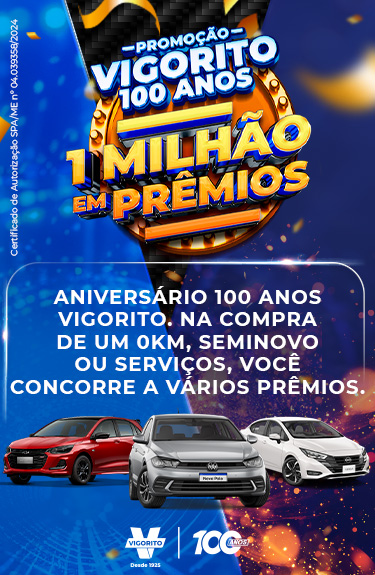 PROMOÇÃO
VIGORITO
100 ANOS
1 MILHÃO
EM PRÊMIOS
Certificado de Autorização SPA/ME nº 04.039358/2024
ANIVERSÁRIO 100 ANOS
VIGORITO. NA COMPRA
DE UM 0KM, SEMINOVO
OU SERVIÇOS, VOCÊ
CONCORRE A VÁRIOS PRÊMIOS.
Novo Polo
VIGORITO
Desde 1925
100 ANOS